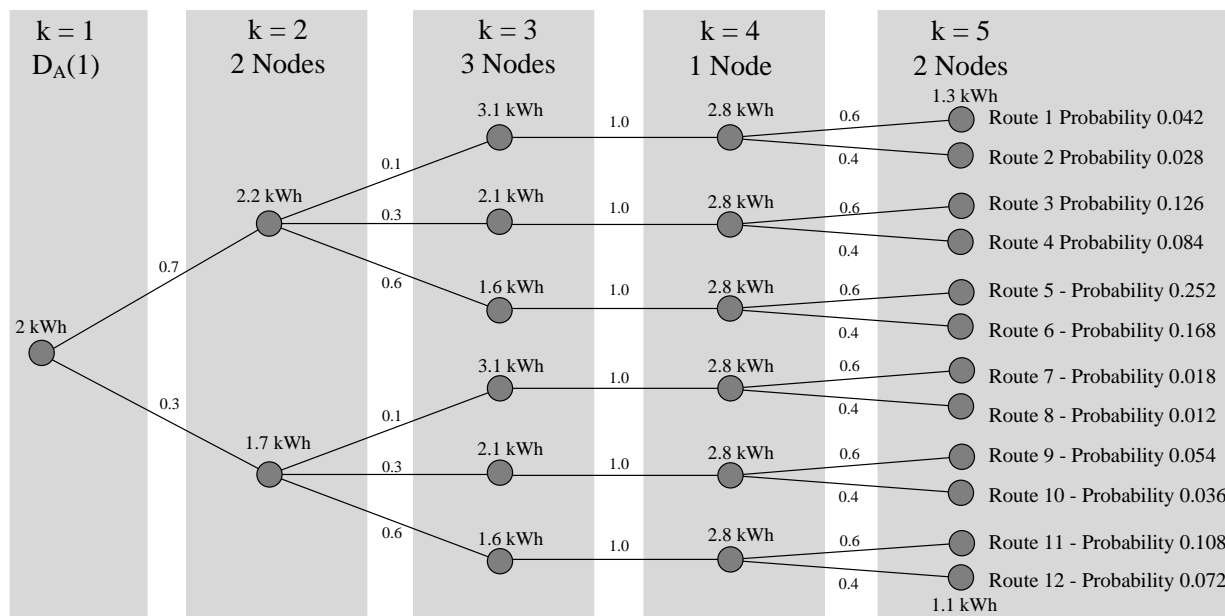 k = 1
D_A(1)
k = 2
2 Nodes
k = 3
3 Nodes
k = 4
1 Node
k = 5
2 Nodes
2 kWh
0.7
0.3
2.2 kWh
1.7 kWh
0.1
0.3
0.6
0.1
0.3
0.6
3.1 kWh
2.1 kWh
1.6 kWh
3.1 kWh
2.1 kWh
1.6 kWh
1.0
1.0
1.0
1.0
1.0
1.0
2.8 kWh
2.8 kWh
2.8 kWh
2.8 kWh
2.8 kWh
2.8 kWh
0.6
0.4
0.6
0.4
0.6
0.4
0.6
0.4
0.6
0.4
0.6
0.4
1.3 kWh
Route 1 Probability 0.042
Route 2 Probability 0.028
Route 3 Probability 0.126
Route 4 Probability 0.084
Route 5 - Probability 0.252
Route 6 - Probability 0.168
Route 7 - Probability 0.018
Route 8 - Probability 0.012
Route 9 - Probability 0.054
Route 10 - Probability 0.036
Route 11 - Probability 0.108
Route 12 - Probability 0.072
1.1 kWh